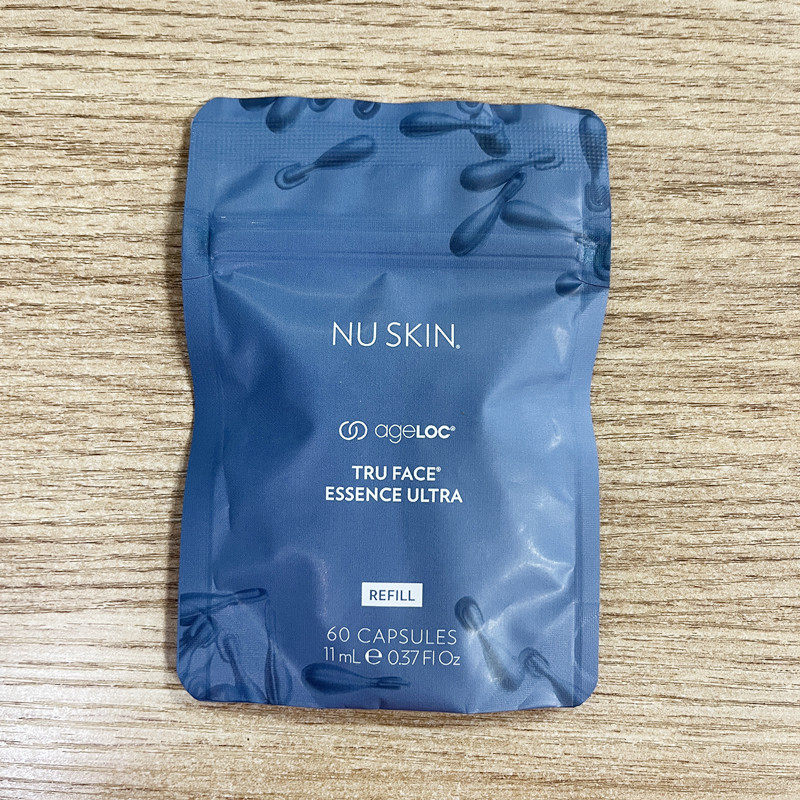 NU SKIN®
ageLOC®
TRU FACE®
ESSENCE ULTRA
REFILL
60 CAPSULES
11 mL ℮ 0.37 Fl Oz